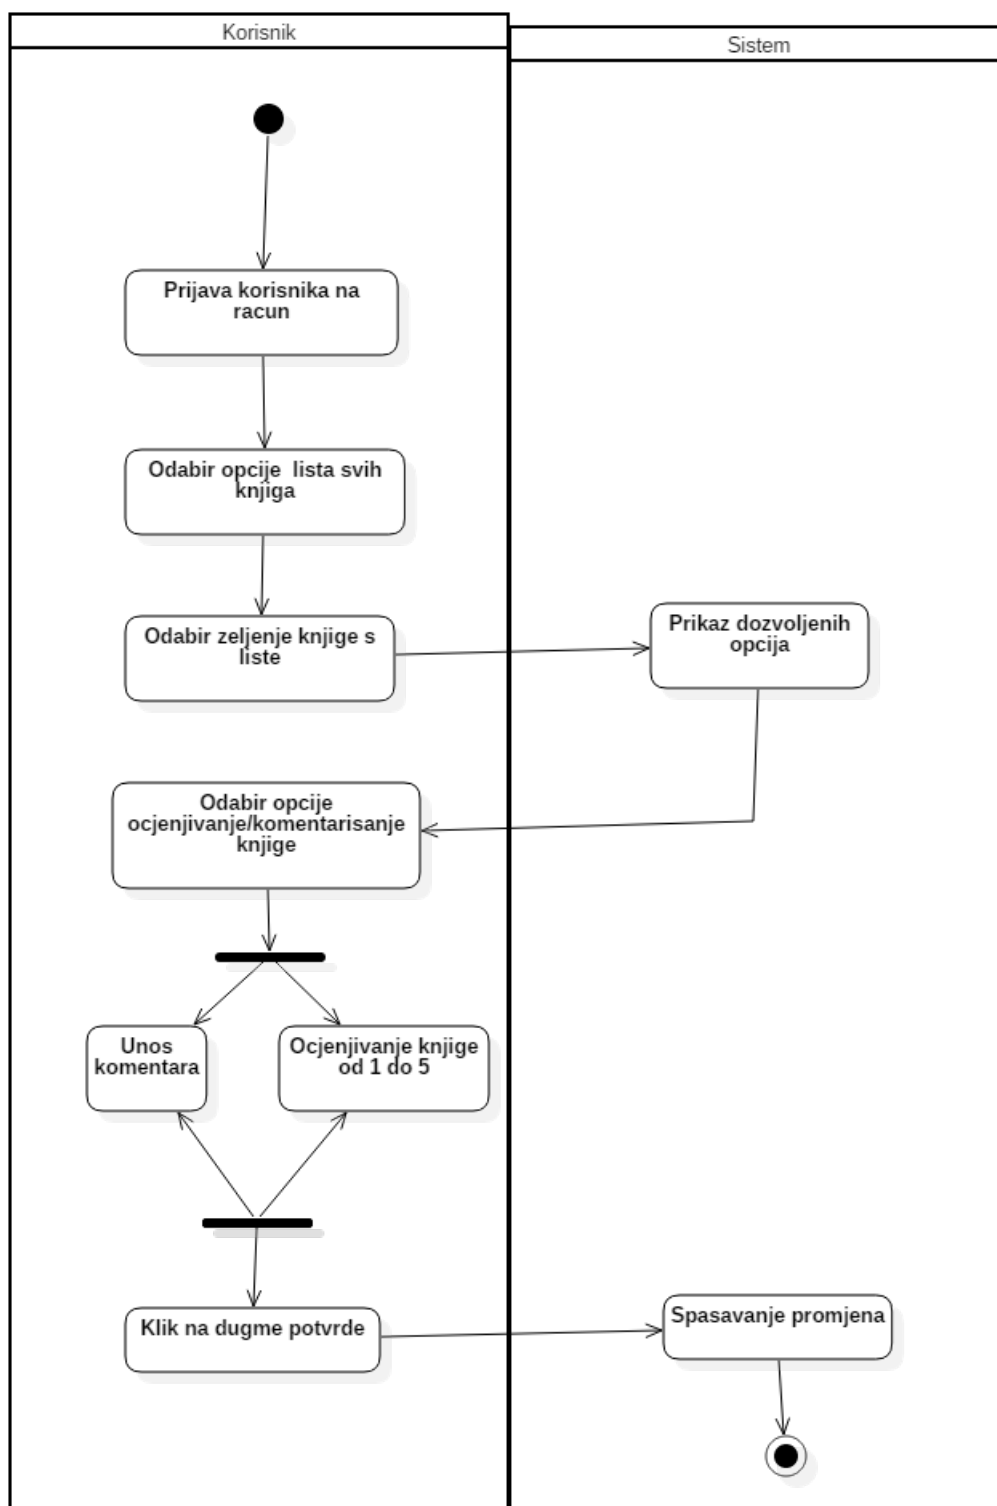 Korisnik
Sistem
Prijava korisnika na
racun
Odabir opcije  lista svih
knjiga
Odabir zeljenje knjige s
liste
Prikaz dozvoljenih
opcija
Odabir opcije
ocjenjivanje/komentarisanje
knjige
Unos
komentara
Ocjenjivanje knjige
od 1 do 5
Klik na dugme potvrde
Spasavanje promjena